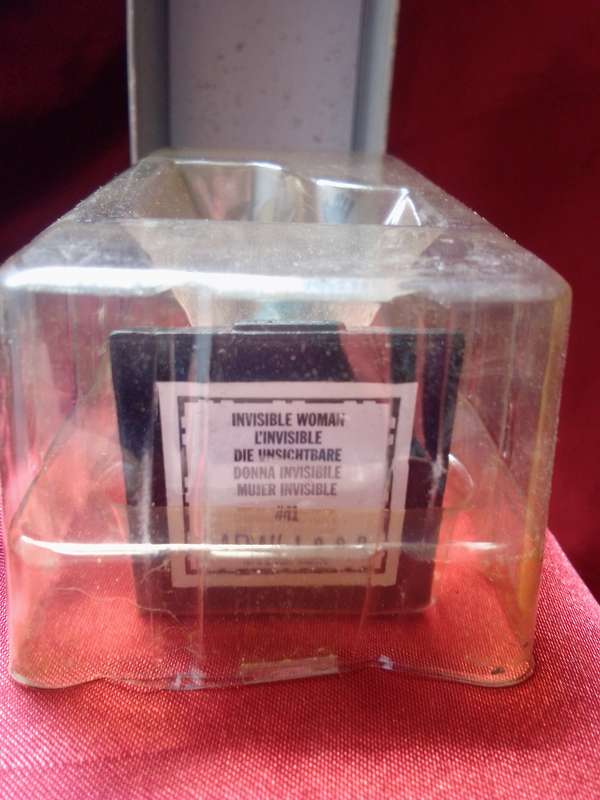 INVISIBLE WOMAN
L'INVISIBLE
DIE UNSICHTBARE
DONNA INVISIBILE
MUJER INVISIBLE
#41